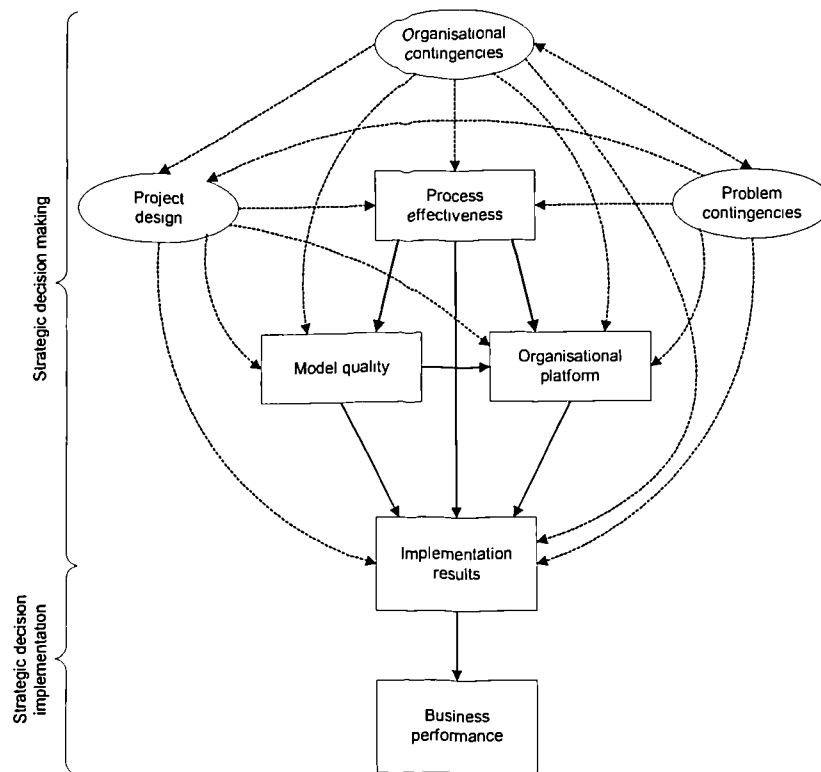 Organisational
contingencies
Project
design
Process
effectiveness
Problem
contingencies
Strategic decision making
Model quality
Organisational
platform
Implementation
results
Strategic decision
implementation
Business
performance